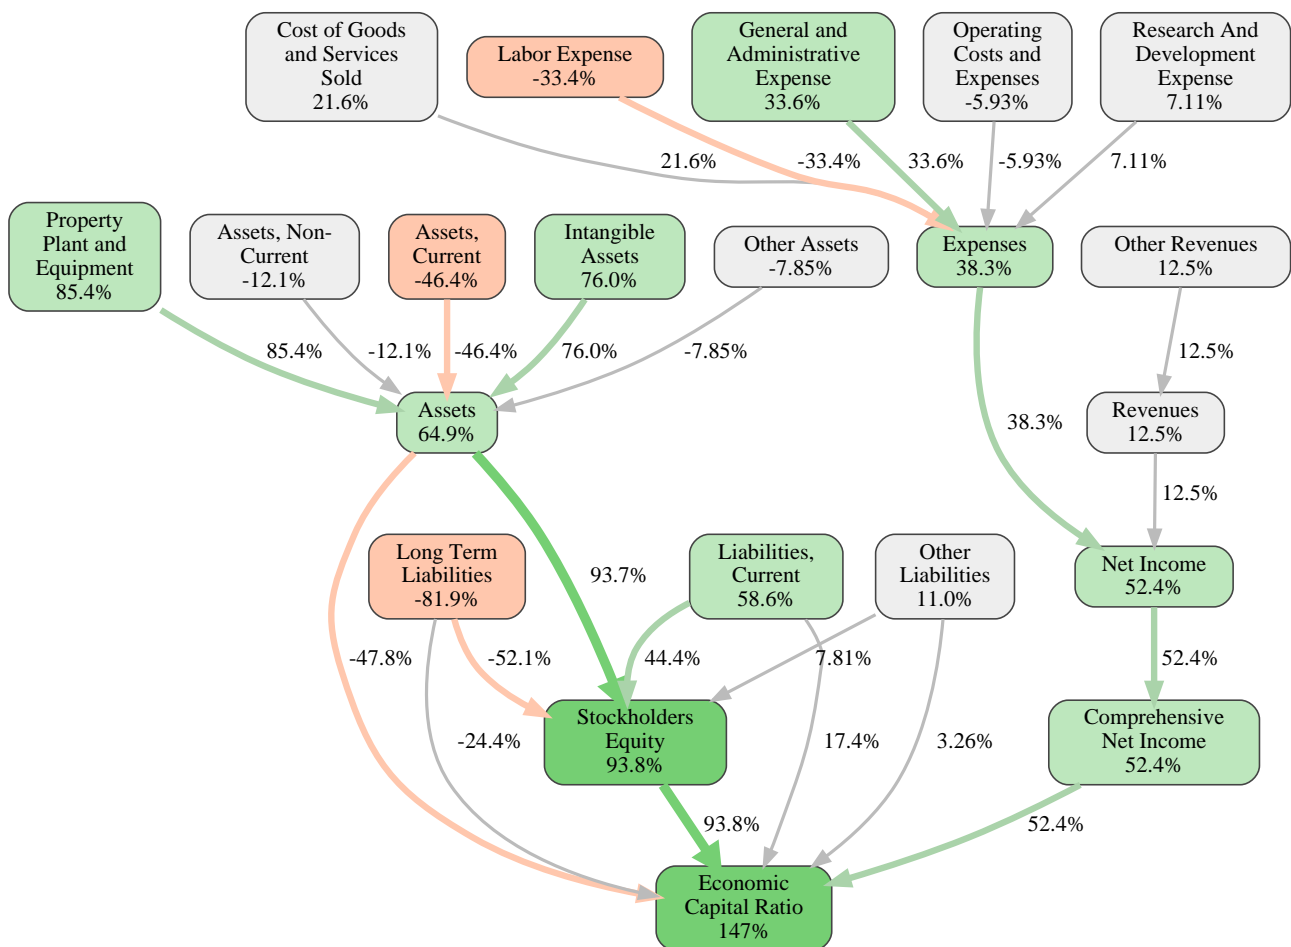 Cost of Goods
and Services
Sold
21.6%
Labor Expense
-33.4%
General and
Administrative
Expense
33.6%
Operating
Costs and
Expenses
-5.93%
Research And
Development
Expense
7.11%
21.6%
-33.4%
33.6%
-5.93%
7.11%
Property
Plant and
Equipment
85.4%
Assets, Non-
Current
-12.1%
Assets,
Current
-46.4%
Intangible
Assets
76.0%
Other Assets
-7.85%
Expenses
38.3%
Other Revenues
12.5%
85.4%
-12.1%
-46.4%
76.0%
-7.85%
12.5%
Assets
64.9%
38.3%
Revenues
12.5%
12.5%
Long Term
Liabilities
-81.9%
93.7%
Liabilities,
Current
58.6%
Other
Liabilities
11.0%
Net Income
52.4%
-47.8%
-52.1%
44.4%
7.81%
52.4%
-24.4%
Stockholders
Equity
93.8%
17.4%
3.26%
Comprehensive
Net Income
52.4%
93.8%
52.4%
Economic
Capital Ratio
147%